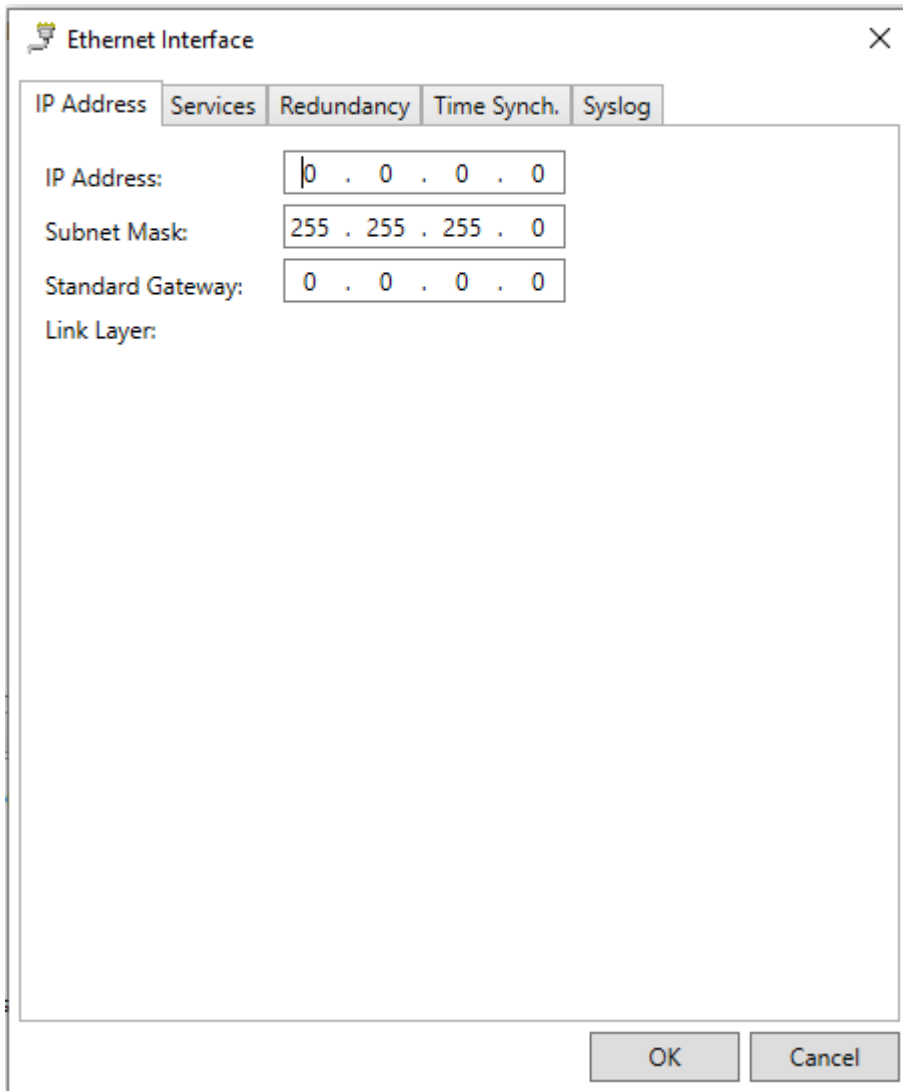 Ethernet Interface
IP Address Services Redundancy Time Synch. Syslog
IP Address: 0 . 0 . 0 . 0
Subnet Mask: 255 . 255 . 255 . 0
Standard Gateway: 0 . 0 . 0 . 0
Link Layer:
OK Cancel